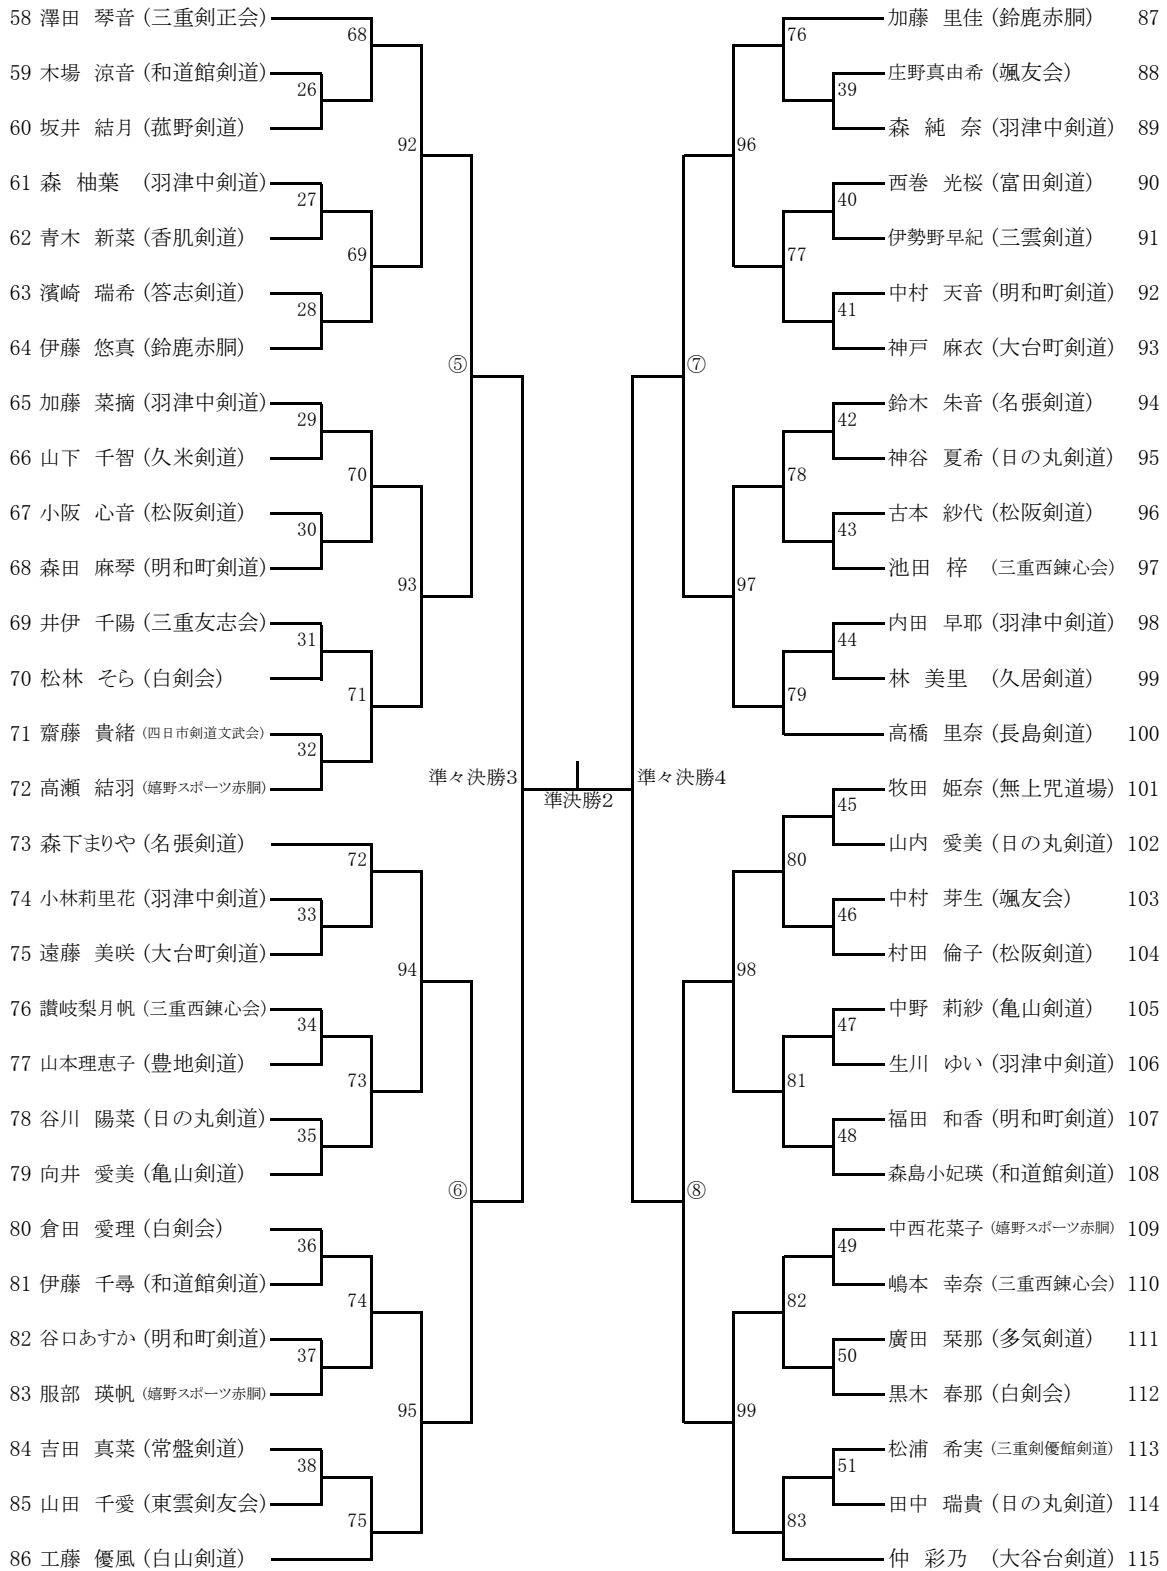 58 澤田 琴音 (三重剣正会)
68
59 木場 涼音 (和道館剣道)
26
60 坂井 結月 (菰野剣道)
92
61 森 柚葉 (羽津中剣道)
27
62 青木 新菜 (香肌剣道)
69
63 濱崎 瑞希 (答志剣道)
28
64 伊藤 悠真 (鈴鹿赤胴)
⑤
65 加藤 菜摘 (羽津中剣道)
29
66 山下 千智 (久米剣道)
70
67 小阪 心音 (松阪剣道)
30
68 森田 麻琴 (明和町剣道)
93
69 井伊 千陽 (三重友志会)
31
70 松林 そら (白剣会)
71
71 齋藤 貴緒 (四日市剣道文武会)
32
72 高瀬 結羽 (嬉野スポーツ赤胴)
準々決勝3
73 森下まりや (名張剣道)
72
74 小林莉里花 (羽津中剣道)
33
75 遠藤 美咲 (大台町剣道)
94
76 讃岐梨月帆 (三重西錬心会)
34
77 山本理恵子 (豊地剣道)
73
78 谷川 陽菜 (日の丸剣道)
35
79 向井 愛美 (亀山剣道)
⑥
80 倉田 愛理 (白剣会)
36
81 伊藤 千尋 (和道館剣道)
74
82 谷口あすか (明和町剣道)
37
83 服部 瑛帆 (嬉野スポーツ赤胴)
95
84 吉田 真菜 (常盤剣道)
38
85 山田 千愛 (東雲剣友会)
75
86 工藤 優風 (白山剣道)
準決勝2
加藤 里佳 (鈴鹿赤胴) 87
76
庄野真由希 (颯友会) 88
39
森 純 奈 (羽津中剣道) 89
96
西巻 光桜 (富田剣道) 90
40
伊勢野早紀 (三雲剣道) 91
77
中村 天音 (明和町剣道) 92
41
神戸 麻衣 (大台町剣道) 93
⑦
鈴木 朱音 (名張剣道) 94
42
神谷 夏希 (日の丸剣道) 95
78
古本 紗代 (松阪剣道) 96
43
池田 梓 (三重西錬心会) 97
97
内田 早耶 (羽津中剣道) 98
44
林 美里 (久居剣道) 99
79
高橋 里奈 (長島剣道) 100
準々決勝4
牧田 姫奈 (無上咒道場) 101
45
山内 愛美 (日の丸剣道) 102
80
中村 芽生 (颯友会) 103
46
村田 倫子 (松阪剣道) 104
98
中野 莉紗 (亀山剣道) 105
47
生川 ゆい (羽津中剣道) 106
81
福田 和香 (明和町剣道) 107
48
森島小妃瑛 (和道館剣道) 108
⑧
中西花菜子 (嬉野スポーツ赤胴) 109
49
嶋本 幸奈 (三重西錬心会) 110
82
廣田 栞那 (多気剣道) 111
50
黒木 春那 (白剣会) 112
99
松浦 希実 (三重剣優館剣道) 113
51
田中 瑞貴 (日の丸剣道) 114
83
仲 彩乃 (大谷台剣道) 115